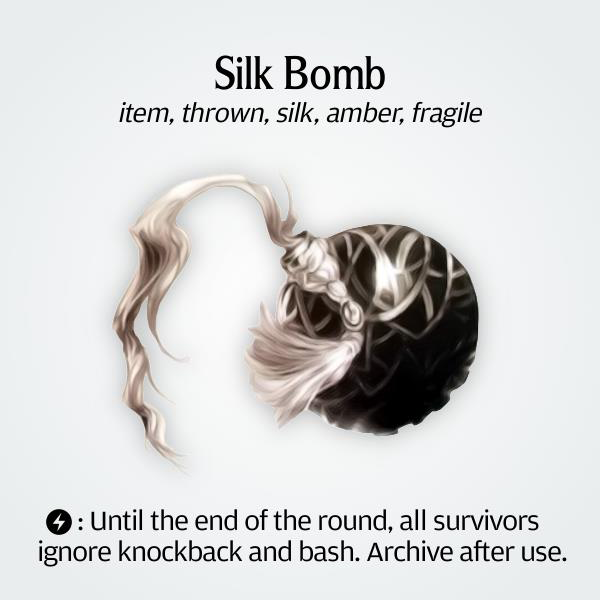 Silk Bomb
item, thrown, silk, amber, fragile
: Until the end of the round, all survivors
ignore knockback and bash. Archive after use.